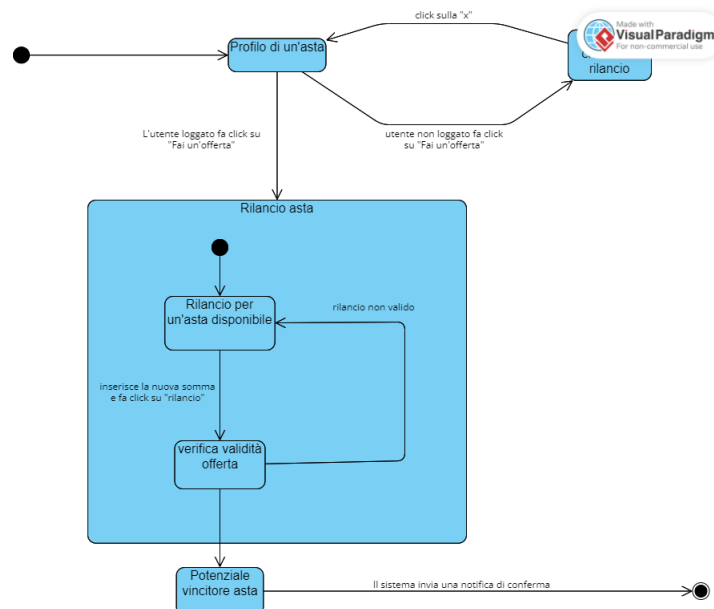 click sulla "x"
Made with
Visual Paradigm
For non-commercial use
Profilo di un'asta
rilancio
L'utente loggato fa click su
"Fai un'offerta"
utente non loggato fa click
su "Fai un'offerta"
Rilancio asta
Rilancio per
un'asta disponibile
rilancio non valido
inserisce la nuova somma
e fa click su "rilancio"
verifica validità
offerta
Potenziale
vincitore asta
Il sistema invia una notifica di conferma